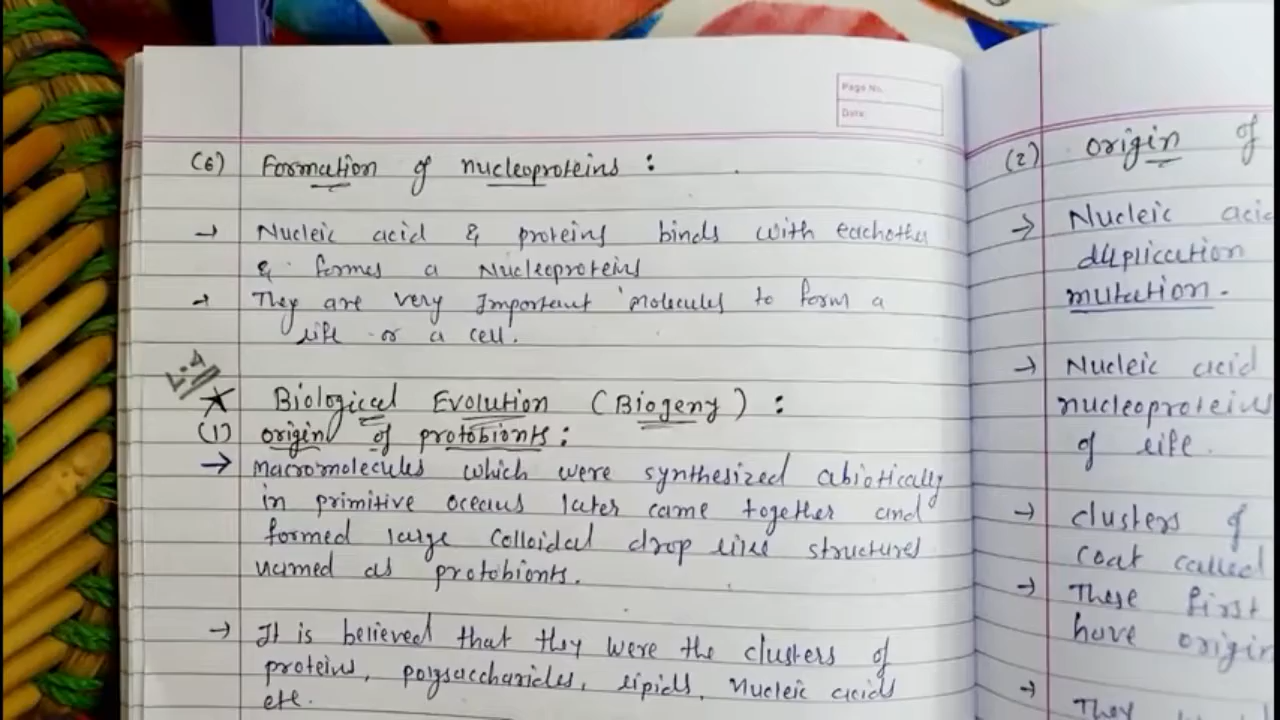 Page No.
Date:
(6) Formation of nucleoproteins :
→ Nucleic acid & proteins binds with eachother
& formes a Nucleoproteins
→ They are very Important molecules to form a
life or a cell.
L.A
★ Biological Evolution (Biogeny) :
(1) origin of protobionts :
→ Macromolecules which were synthesized abiotically
in primitive oceans later came together and
formed large Colloidal drop like structures
named as protobionts.
→ It is believed that they were the clusters of
proteins, polysaccharides, lipids, Nucleic acids
etc.
(2) origin of
→ Nucleic acid
duplication
mutation.
→ Nucleic acid
nucleoproteins
of life.
→ clusters of
coat called
→ These first
have origin
→ They